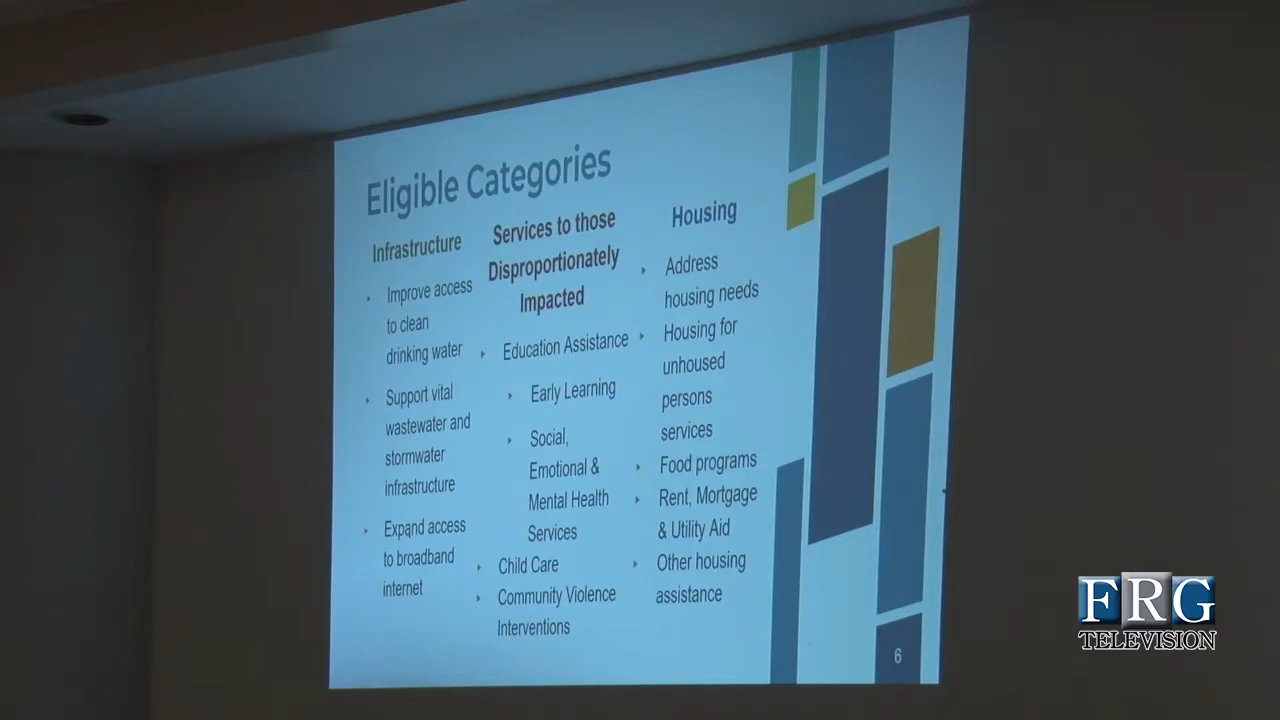 Eligible Categories
Infrastructure
Improve access
to clean
drinking water
Support vital
wastewater and
stormwater
infrastructure
Expand access
to broadband
internet
Services to those
Disproportionately
Impacted
Education Assistance
Early Learning
Social,
Emotional &
Mental Health
Services
Child Care
Community Violence
Interventions
Housing
Address
housing needs
Housing for
unhoused
persons
services
Food programs
Rent, Mortgage
& Utility Aid
Other housing
assistance
6
FRG
TELEVISION